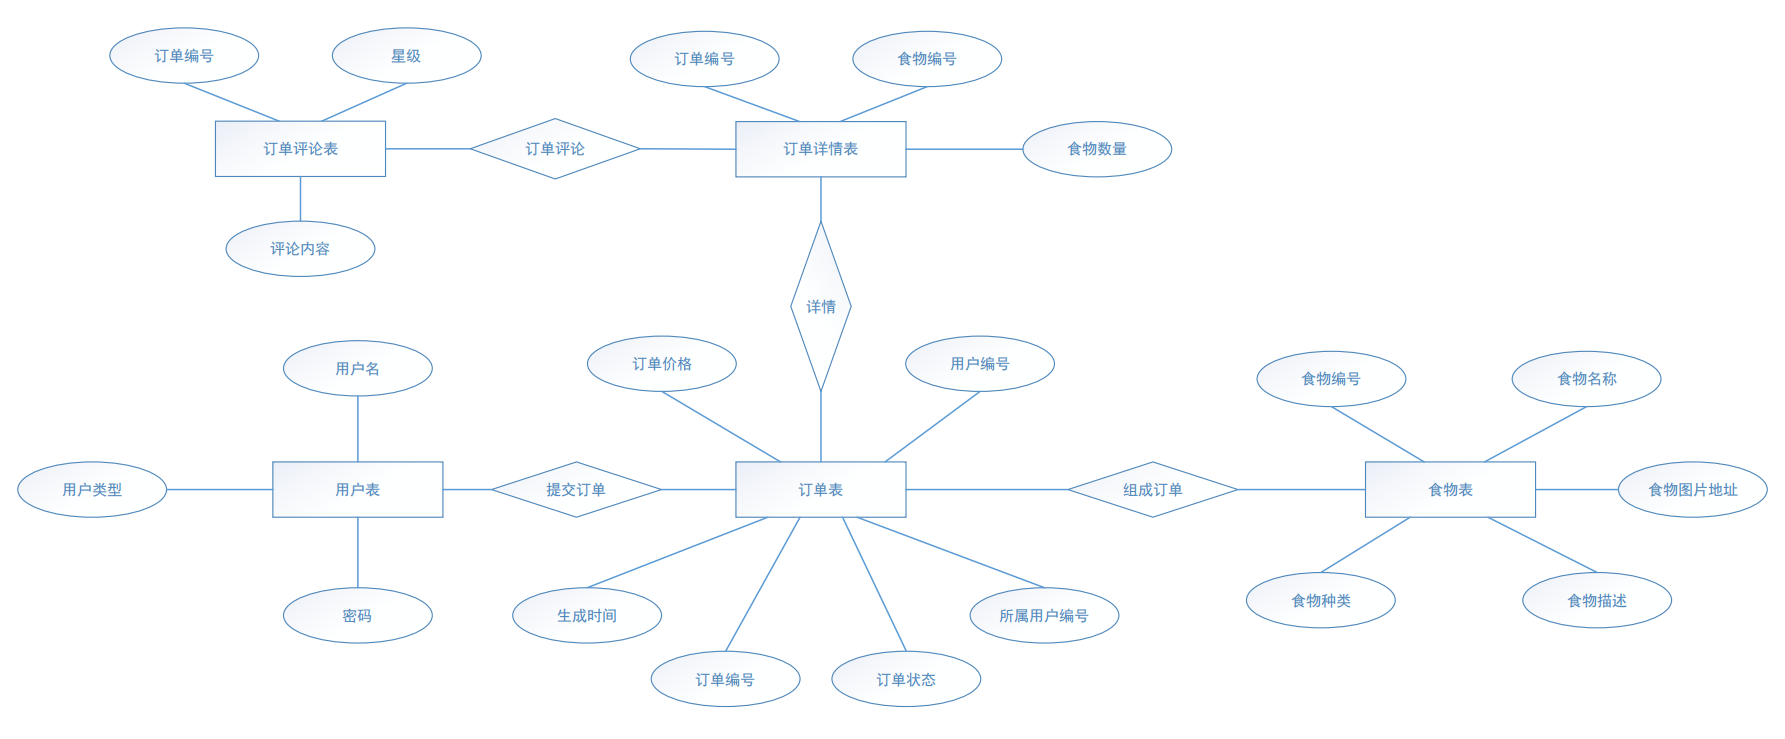 订单编号
星级
订单编号
食物编号
订单评论表
订单评论
订单详情表
食物数量
评论内容
详情
用户名
订单价格
用户编号
食物编号
食物名称
用户类型
用户表
提交订单
订单表
组成订单
食物表
食物图片地址
密码
生成时间
所属用户编号
食物种类
食物描述
订单编号
订单状态